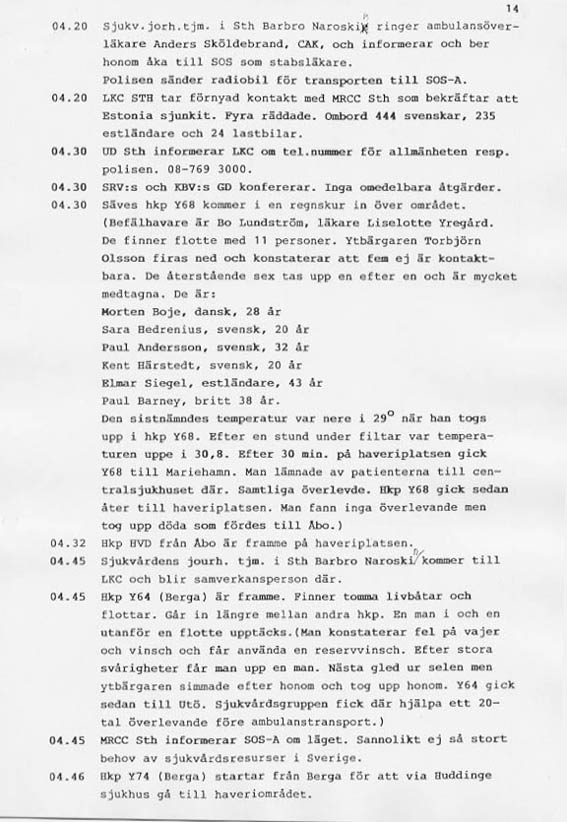 14
04.20 Sjukv.jorh.tjm. i Sth Barbro Naroskin ringer ambulansöver-
läkare Anders Sköldebrand, CAK, och informerar och ber
honom åka till SOS som stabsläkare.
Polisen sänder radiobil för transporten till SOS-A.
04.20 LKC STH tar förnyad kontakt med MRCC Sth som bekräftar att
Estonia sjunkit. Fyra räddade. Ombord 444 svenskar, 235
estländare och 24 lastbilar.
04.30 UD Sth informerar LKC om tel.nummer för allmänheten resp.
polisen. 08-769 3000.
04.30 SRV:s och KBV:s GD konfererar. Inga omedelbara åtgärder.
04.30 Säves hkp Y68 kommer i en regnskur in över området.
(Befälhavare är Bo Lundström, läkare Liselotte Yregård.
De finner flotte med 11 personer. Ytbärgaren Torbjörn
Olsson firas ned och konstaterar att fem ej är kontakt-
bara. De återstående sex tas upp en efter en och är mycket
medtagna. De är:
Morten Boje, dansk, 28 år
Sara Hedrenius, svensk, 20 år
Paul Andersson, svensk, 32 år
Kent Härstedt, svensk, 20 år
Elmar Siegel, estländare, 43 år
Paul Barney, britt 38 år.
Den sistnämndes temperatur var nere i 29° när han togs
upp i hkp Y68. Efter en stund under filtar var tempera-
turen uppe i 30,8. Efter 30 min. på haveriplatsen gick
Y68 till Mariehamn. Man lämnade av patienterna till cen-
tralsjukhuset där. Samtliga överlevde. Hkp Y68 gick sedan
åter till haveriplatsen. Man fann inga överlevande men
tog upp döda som fördes till Åbo.)
04.32 Hkp HVD från Åbo är framme på haveriplatsen.
04.45 Sjukvårdens jourh. tjm. i Sth Barbro Naroskin kommer till
LKC och blir samverkansperson där.
04.45 Hkp Y64 (Berga) är framme. Finner tomma livbåtar och
flottar. Går in längre mellan andra hkp. En man i och en
utanför en flotte upptäcks.(Man konstaterar fel på vajer
och vinsch och får använda en reservvinsch. Efter stora
svårigheter får man upp en man. Nästa gled ur selen men
ytbärgaren simmade efter honom och tog upp honom. Y64 gick
sedan till Utö. Sjukvårdsgruppen fick där hjälpa ett 20-
tal överlevande före ambulanstransport.)
04.45 MRCC Sth informerar SOS-A om läget. Sannolikt ej så stort
behov av sjukvårdsresurser i Sverige.
04.46 Hkp Y74 (Berga) startar från Berga för att via Huddinge
sjukhus gå till haveriområdet.